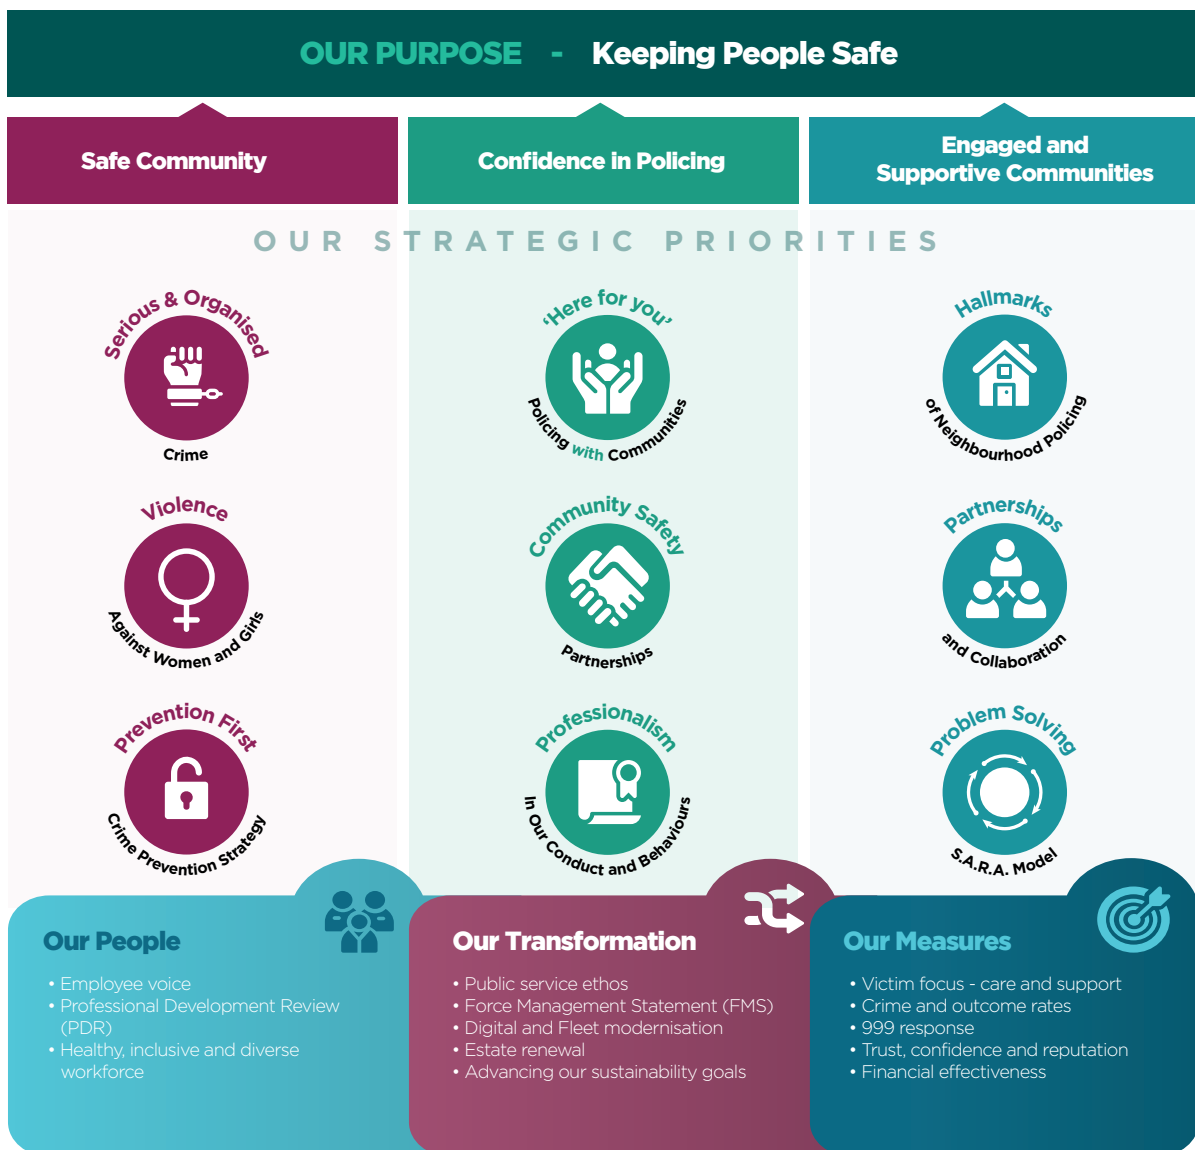 OUR PURPOSE - Keeping People Safe
Safe Community
Confidence in Policing
Engaged and
Supportive Communities
OUR STRATEGIC PRIORITIES
Serious & Organised
Crime
Violence
Against Women and Girls
Prevention First
Crime Prevention Strategy
‘Here for you’
Policing with Communities
Community Safety
Partnerships
Professionalism
In Our Conduct and Behaviours
Hallmarks
of Neighbourhood Policing
Partnerships
and Collaboration
Problem Solving
S.A.R.A. Model
Our People
• Employee voice
• Professional Development Review
(PDR)
• Healthy, inclusive and diverse
workforce
Our Transformation
• Public service ethos
• Force Management Statement (FMS)
• Digital and Fleet modernisation
• Estate renewal
• Advancing our sustainability goals
Our Measures
• Victim focus - care and support
• Crime and outcome rates
• 999 response
• Trust, confidence and reputation
• Financial effectiveness